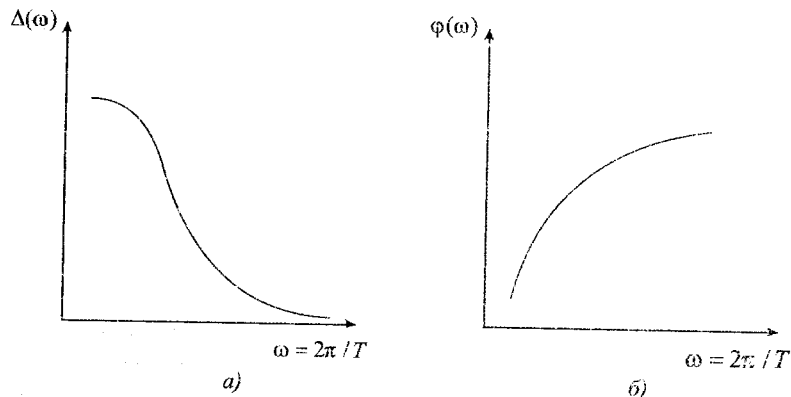 Δ(ω)
φ(ω)
ω = 2π / T
ω = 2π / T
а)
б)